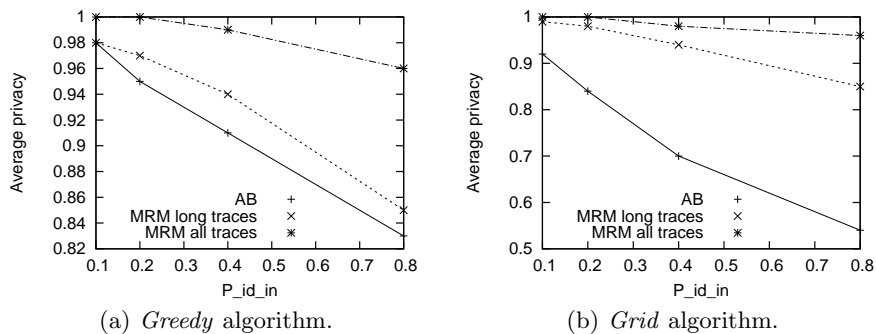 1
0.98
0.96
0.94
0.92
0.9
0.88
0.86
0.84
0.82
Average privacy
AB
MRM long traces
MRM all traces
0.1 0.2 0.3 0.4 0.5 0.6 0.7 0.8
P_id_in
(a) Greedy algorithm.
1
0.9
0.8
0.7
0.6
0.5
Average privacy
AB
MRM long traces
MRM all traces
0.1 0.2 0.3 0.4 0.5 0.6 0.7 0.8
P_id_in
(b) Grid algorithm.